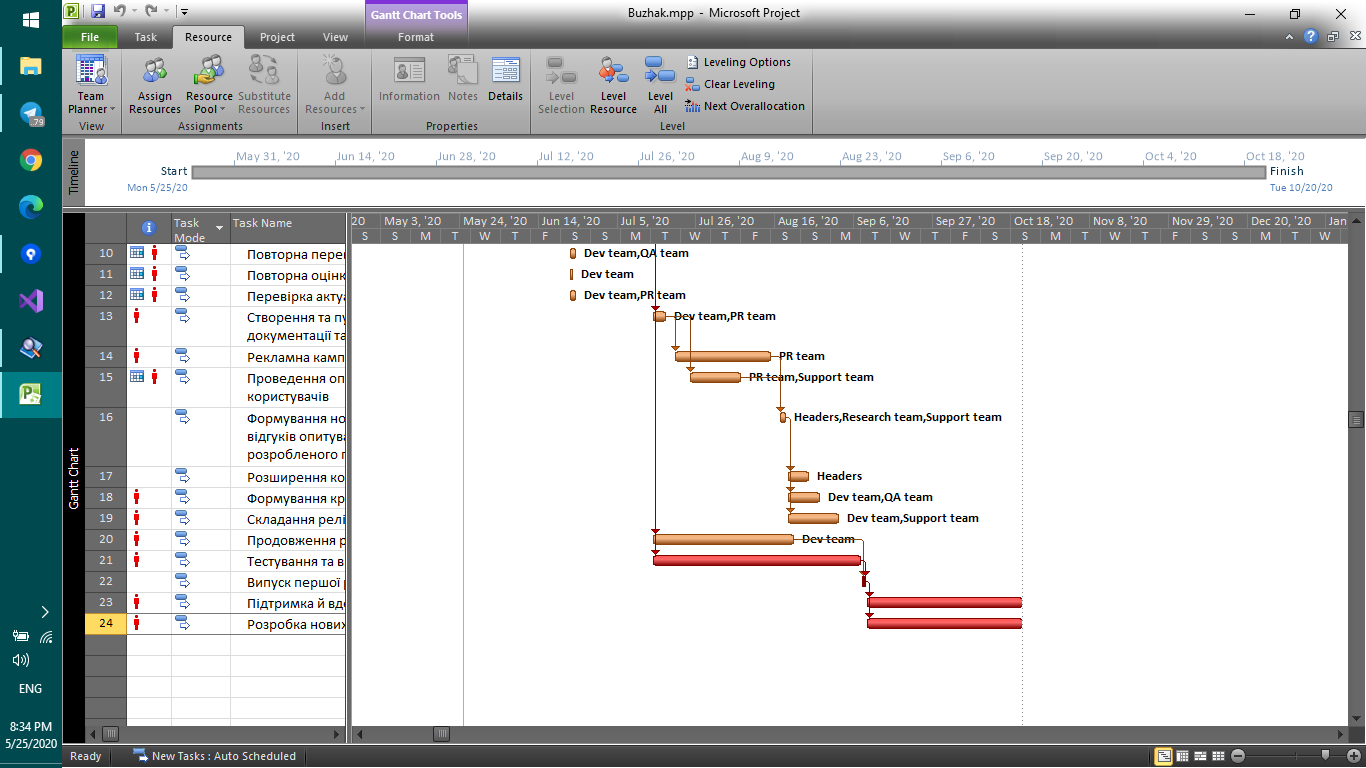 Buzhak.mpp - Microsoft Project
Gantt Chart Tools
File Task Resource Project View Format
Team Planner
Assign Resources
Resource Pool
Substitute Resources
Add Resources
Information
Notes
Details
Level Selection
Level Resource
Level All
Leveling Options
Clear Leveling
Next Overallocation
View Assignments Insert Properties Level
Timeline
May 31, '20 Jun 14, '20 Jun 28, '20 Jul 12, '20 Jul 26, '20 Aug 9, '20 Aug 23, '20 Sep 6, '20 Sep 20, '20 Oct 4, '20 Oct 18, '20
Start
Mon 5/25/20
Finish
Tue 10/20/20
Gantt Chart
Task Mode
Task Name
20 May 3, '20 May 24, '20 Jun 14, '20 Jul 5, '20 Jul 26, '20 Aug 16, '20 Sep 6, '20 Sep 27, '20 Oct 18, '20 Nov 8, '20 Nov 29, '20 Dec 20, '20 Jan
S S M T W T F S S M T W T F S S M T W T F S S M T W T F S S M T W
10 Повторна пере Dev team,QA team
11 Повторна оцінк Dev team
12 Перевірка акту Dev team,PR team
13 Створення та пу Dev team,PR team
документації та
14 Рекламна камп PR team
15 Проведення оп PR team,Support team
користувачів
16 Формування но Headers,Research team,Support team
відгуків опитув
розробленого п
17 Розширення ко Headers
18 Формування кр Dev team,QA team
19 Складання релі Dev team,Support team
20 Продовження р Dev team
21 Тестування та в
22 Випуск першої
23 Підтримка й вд
24 Розробка нових
79
ENG
8:34 PM
5/25/2020
Ready
New Tasks : Auto Scheduled